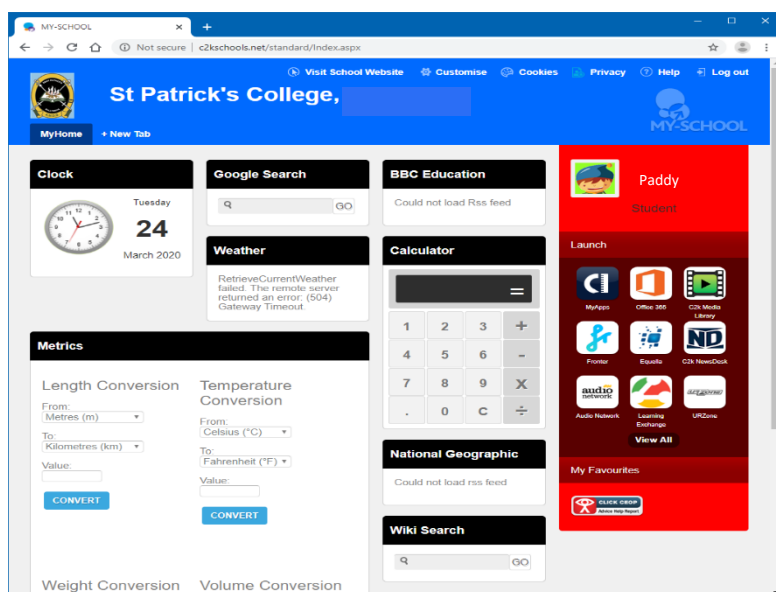 MY-SCHOOL
Not secure | c2kschools.net/standard/Index.aspx
Visit School Website Customise Cookies Privacy Help Log out
St Patrick's College,
MY-SCHOOL
MyHome + New Tab
Clock
Tuesday
24
March 2020
Google Search
GO
Weather
RetrieveCurrentWeather
failed. The remote server
returned an error: (504)
Gateway Timeout.
BBC Education
Could not load Rss feed
Calculator
=
1 2 3 +
4 5 6 -
7 8 9 X
. 0 C ÷
Metrics
Length Conversion
From:
Metres (m)
To:
Kilometres (km)
Value:
CONVERT
Temperature
Conversion
From:
Celsius (°C)
To:
Fahrenheit (°F)
Value:
CONVERT
Weight Conversion
Volume Conversion
National Geographic
Could not load rss feed
Wiki Search
GO
Paddy
Student
Launch
MyApps Office 365 C2k Media
Library
Fronter Equella C2k NewsDesk
ND
audio
network
Audio Network Learning
Exchange
URZone
View All
My Favourites
CLICK CEOP
Advice Help Report